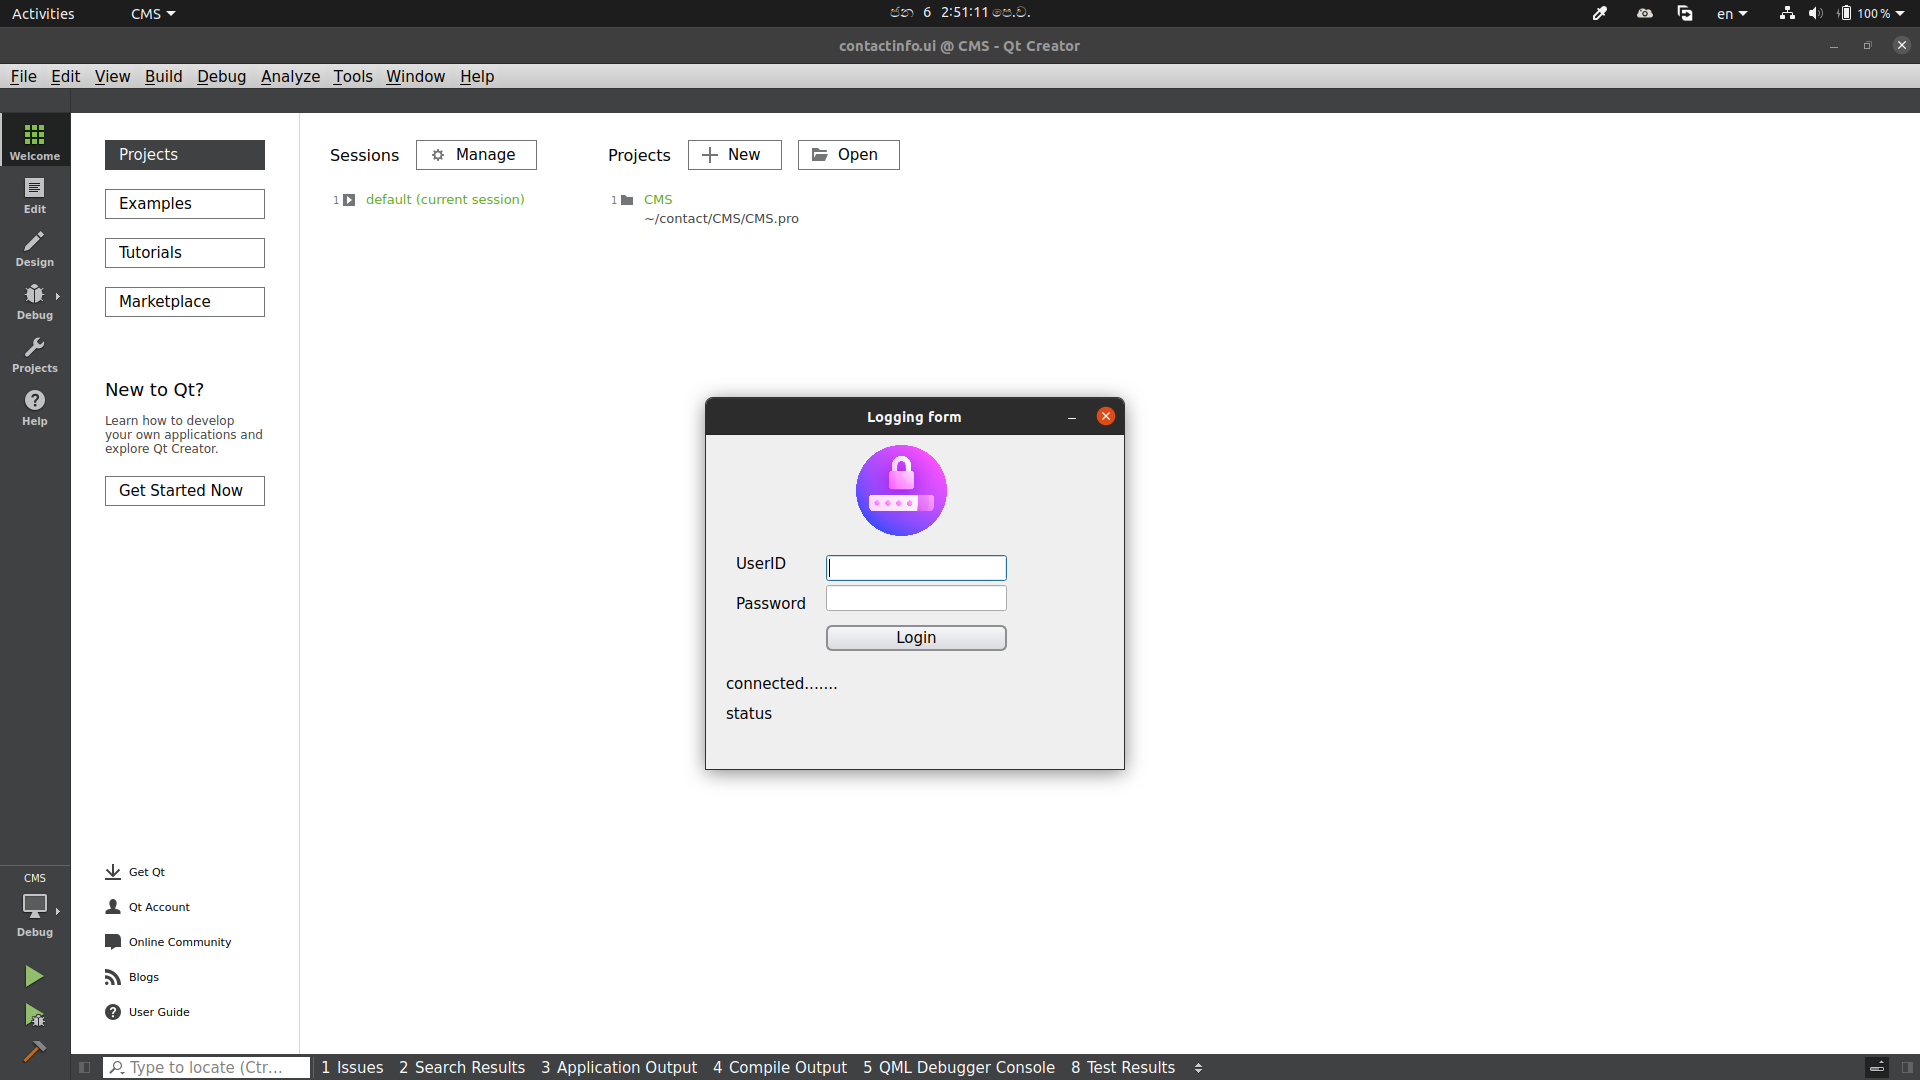 Activities CMS ජන 6 2:51:11 පෙ.ව. en 100 %
contactinfo.ui @ CMS - Qt Creator
File Edit View Build Debug Analyze Tools Window Help
Welcome
Edit
Design
Debug
Projects
Help
CMS
Debug
Projects
Examples
Tutorials
Marketplace
New to Qt?
Learn how to develop
your own applications and
explore Qt Creator.
Get Started Now
Get Qt
Qt Account
Online Community
Blogs
User Guide
Sessions Manage
1 default (current session)
Projects New Open
1 CMS
~/contact/CMS/CMS.pro
Logging form
UserID
Password
Login
connected.......
status
Type to locate (Ctr... 1 Issues 2 Search Results 3 Application Output 4 Compile Output 5 QML Debugger Console 8 Test Results